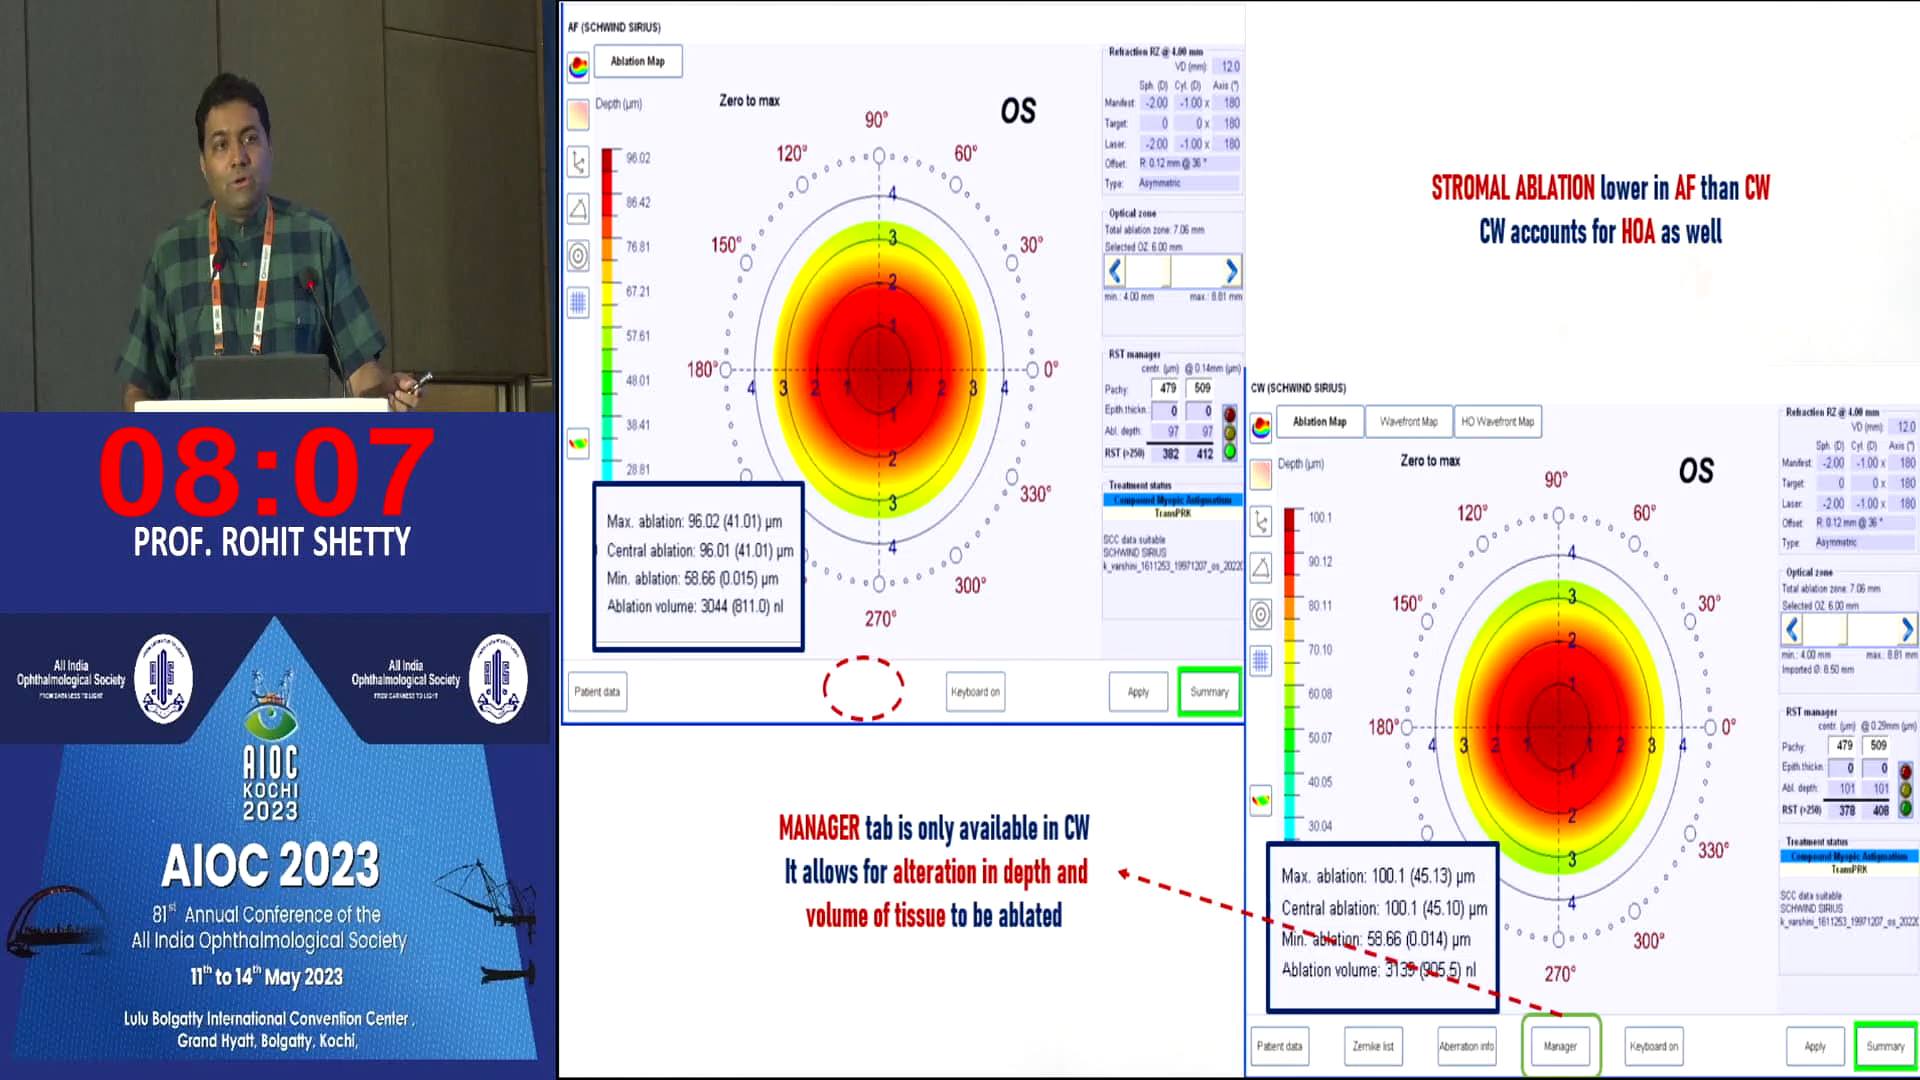 08:07
PROF. ROHIT SHETTY
All India
Ophthalmological Society
FROM DARKNESS TO LIGHT
All India
Ophthalmological Society
FROM DARKNESS TO LIGHT
AIOC
KOCHI
2023
AIOC 2023
81st Annual Conference of the
All India Ophthalmological Society
11th to 14th May 2023
Lulu Bolgatty International Convention Center ,
Grand Hyatt, Bolgatty, Kochi,
AF (SCHWIND SIRIUS)
Ablation Map
Depth (µm)
Zero to max
OS
96.02
86.42
76.81
67.21
57.61
48.01
38.41
28.81
90°
120°
60°
150°
30°
180°
0°
330°
300°
270°
4
3
2
1
4 3 2 1 1 2 3 4
1
2
3
4
Max. ablation: 96.02 (41.01) µm
Central ablation: 96.01 (41.01) µm
Min. ablation: 58.66 (0.015) µm
Ablation volume: 3044 (811.0) nl
Refraction RZ @ 4.00 mm
VD (mm): 12.0
Sph. (D) Cyl. (D) Axis (°)
Manifest: -2.00 -1.00 x 180
Target: 0 0 x 180
Laser: -2.00 -1.00 x 180
Offset: R: 0.12 mm @ 36 °
Type: Asymmetric
Optical zone
Total ablation zone: 7.06 mm
Selected OZ: 6.00 mm
min.: 4.00 mm max.: 8.81 mm
RST manager
centr. (µm) @ 0.14mm (µm)
Pachy: 479 509
Epith thickn.: 0 0
Abl. depth: 97 97
RST (>250) 382 412
Treatment status
Compound Myopic Astigmatism
TransPRK
SCC data suitable
SCHWIND SIRIUS
k_varshini_1611253_19971207_os_2022
Patient data
Keyboard on
Apply
Summary
STROMAL ABLATION lower in AF than CW
CW accounts for HOA as well
MANAGER tab is only available in CW
It allows for alteration in depth and
volume of tissue to be ablated
CW (SCHWIND SIRIUS)
Ablation Map
Wavefront Map
HO Wavefront Map
Depth (µm)
Zero to max
OS
100.1
90.12
80.11
70.10
60.08
50.07
40.05
30.04
90°
120°
60°
150°
30°
180°
0°
330°
300°
270°
4
3
2
1
4 3 2 1 1 2 3 4
1
2
3
4
Max. ablation: 100.1 (45.13) µm
Central ablation: 100.1 (45.10) µm
Min. ablation: 58.66 (0.014) µm
Ablation volume: 3139 (905.5) nl
Refraction RZ @ 4.00 mm
VD (mm): 12.0
Sph. (D) Cyl. (D) Axis (°)
Manifest: -2.00 -1.00 x 180
Target: 0 0 x 180
Laser: -2.00 -1.00 x 180
Offset: R: 0.12 mm @ 36 °
Type: Asymmetric
Optical zone
Total ablation zone: 7.06 mm
Selected OZ: 6.00 mm
min.: 4.00 mm max.: 8.81 mm
Imported Ø: 8.50 mm
RST manager
centr. (µm) @ 0.29mm (µm)
Pachy: 479 509
Epith thickn.: 0 0
Abl. depth: 101 101
RST (>250) 378 408
Treatment status
Compound Myopic Astigmatism
TransPRK
SCC data suitable
SCHWIND SIRIUS
k_varshini_1611253_19971207_os_2022
Patient data
Zernike list
Aberration info
Manager
Keyboard on
Apply
Summary